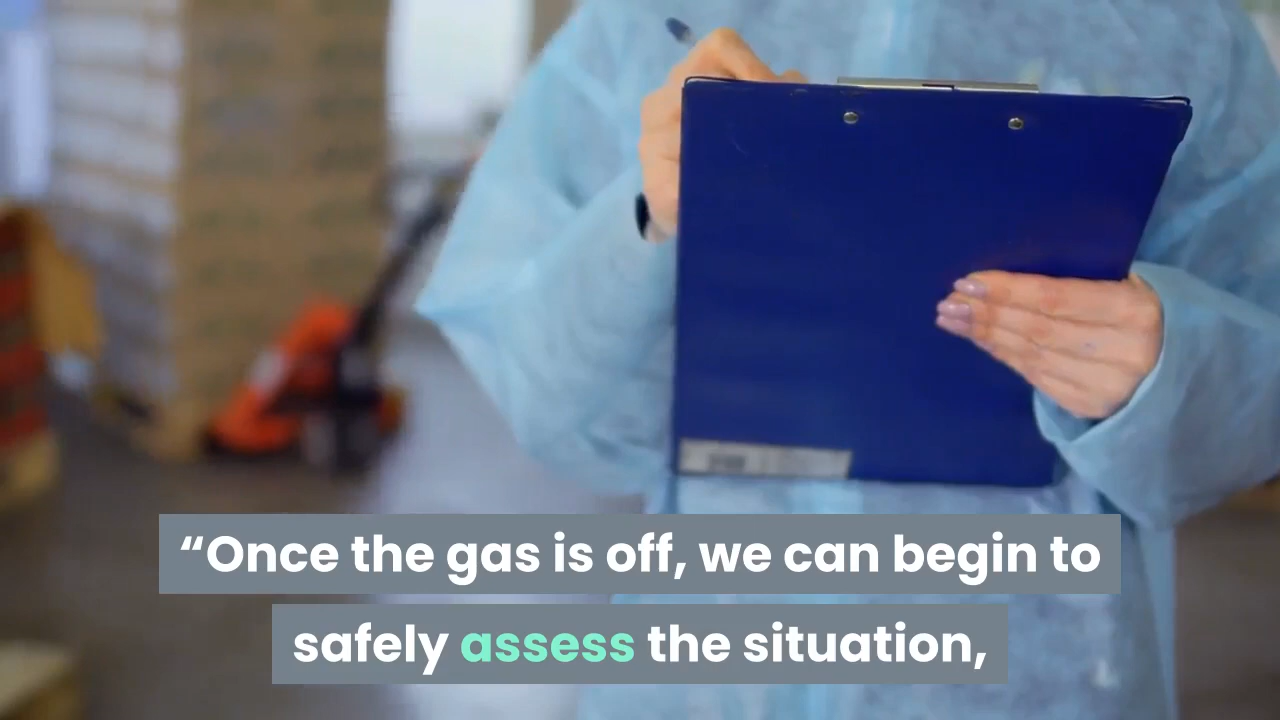 “Once the gas is off, we can begin to
safely assess the situation,